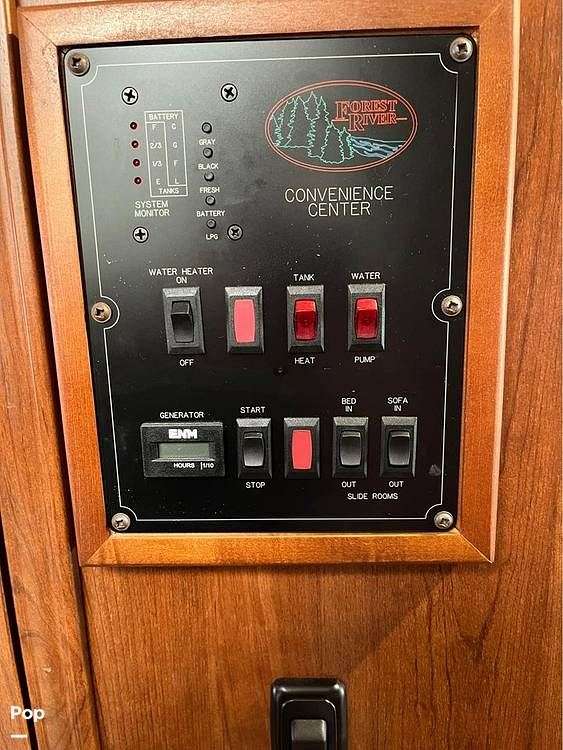 FOREST
RIVER
CONVENIENCE
CENTER
BATTERY
F C
2/3 G
1/3 F
E L
TANKS
SYSTEM
MONITOR
GRAY
BLACK
FRESH
BATTERY
LPG
WATER HEATER
ON
OFF
TANK
HEAT
WATER
PUMP
GENERATOR
ENM
HOURS 1/10
START
STOP
BED
IN
OUT
SOFA
IN
OUT
SLIDE ROOMS
Pop